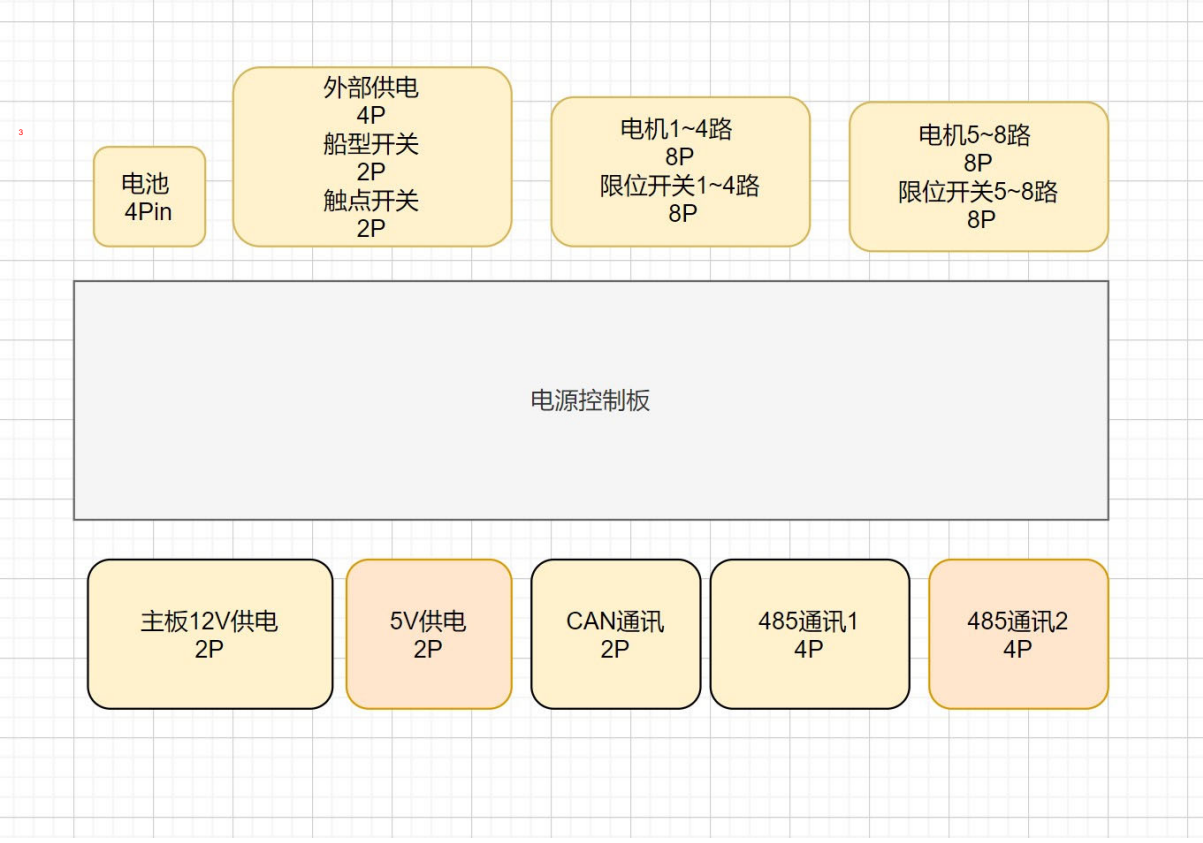 3
电池
4Pin
外部供电
4P
船型开关
2P
触点开关
2P
电机1~4路
8P
限位开关1~4路
8P
电机5~8路
8P
限位开关5~8路
8P
电源控制板
主板12V供电
2P
5V供电
2P
CAN通讯
2P
485通讯1
4P
485通讯2
4P